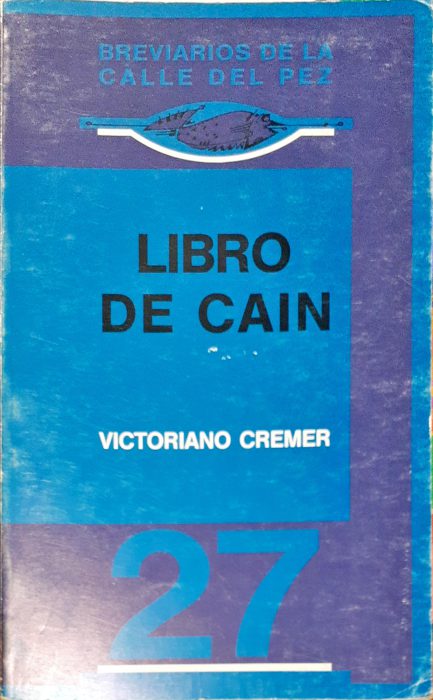 BREVIARIOS DE LA
CALLE DEL PEZ
LIBRO
DE CAIN
VICTORIANO CREMER
27